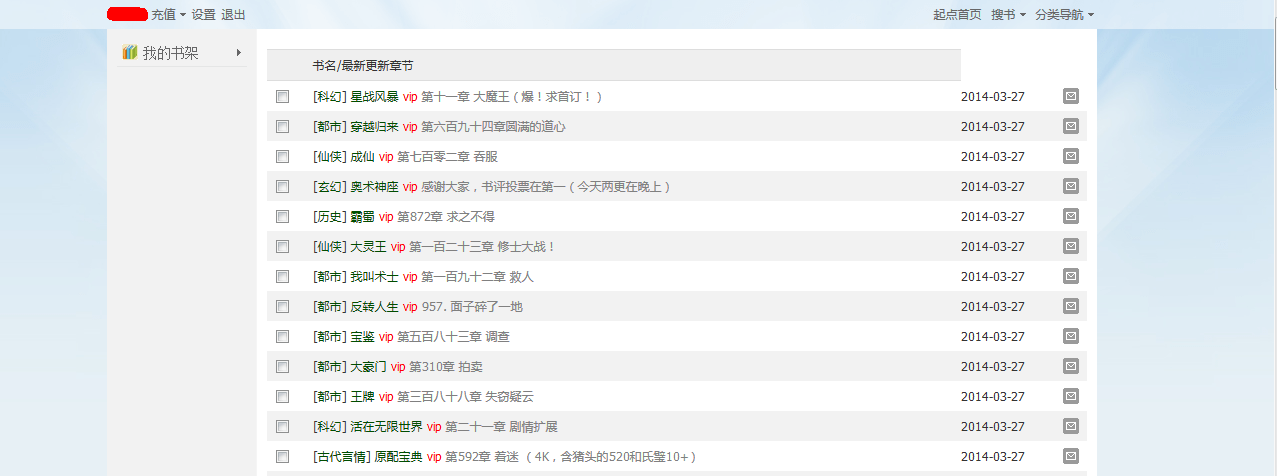 充值 设置 退出 起点首页 搜书 分类导航
我的书架
书名/最新更新章节
[科幻] 星战风暴 vip 第十一章 大魔王（爆！求首订！） 2014-03-27
[都市] 穿越归来 vip 第六百九十四章圆满的道心 2014-03-27
[仙侠] 成仙 vip 第七百零二章 吞服 2014-03-27
[玄幻] 奥术神座 vip 感谢大家，书评投票在第一（今天两更在晚上） 2014-03-27
[历史] 霸蜀 vip 第872章 求之不得 2014-03-27
[仙侠] 大灵王 vip 第一百二十三章 修士大战！ 2014-03-27
[都市] 我叫术士 vip 第一百九十二章 救人 2014-03-27
[都市] 反转人生 vip 957. 面子碎了一地 2014-03-27
[都市] 宝鉴 vip 第五百八十三章 调查 2014-03-27
[都市] 大豪门 vip 第310章 拍卖 2014-03-27
[都市] 王牌 vip 第三百八十八章 失窃疑云 2014-03-27
[科幻] 活在无限世界 vip 第二十一章 剧情扩展 2014-03-27
[古代言情] 原配宝典 vip 第592章 着迷 （4K，含猪头的520和氏璧10+） 2014-03-27